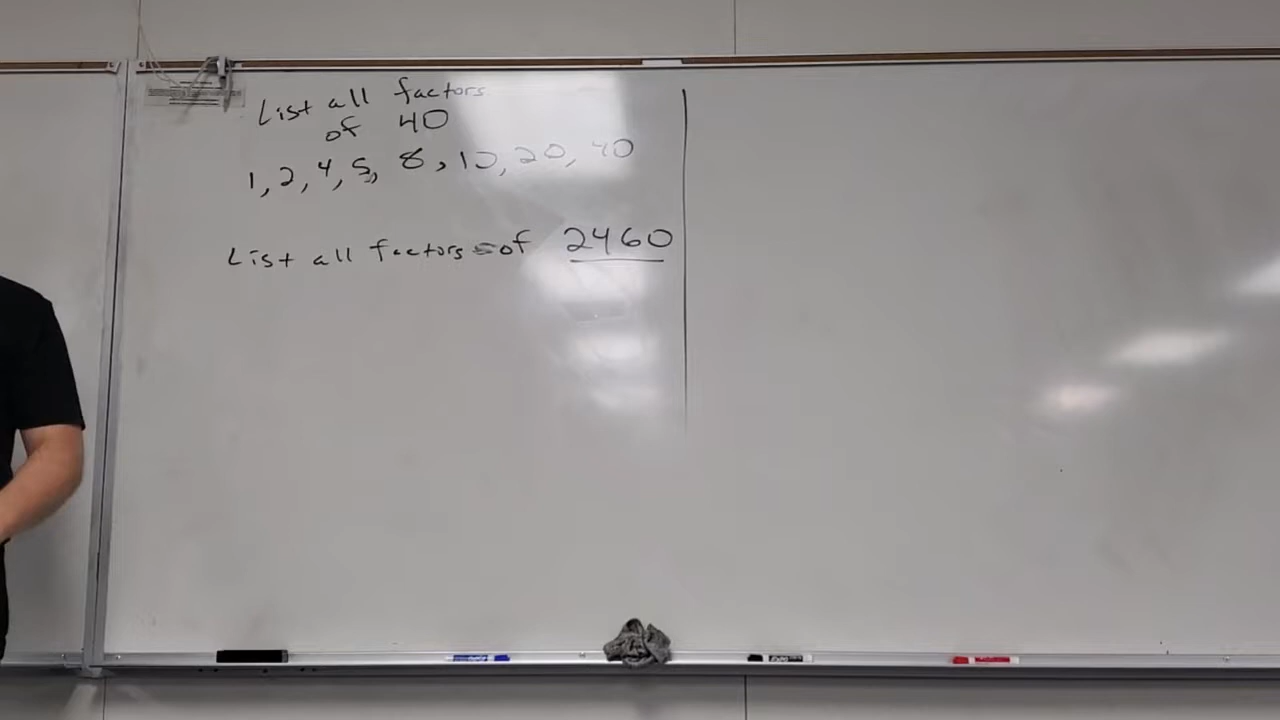 List all factors
of 40
1, 2, 4, 5, 8, 10, 20, 40
List all factors of 2460